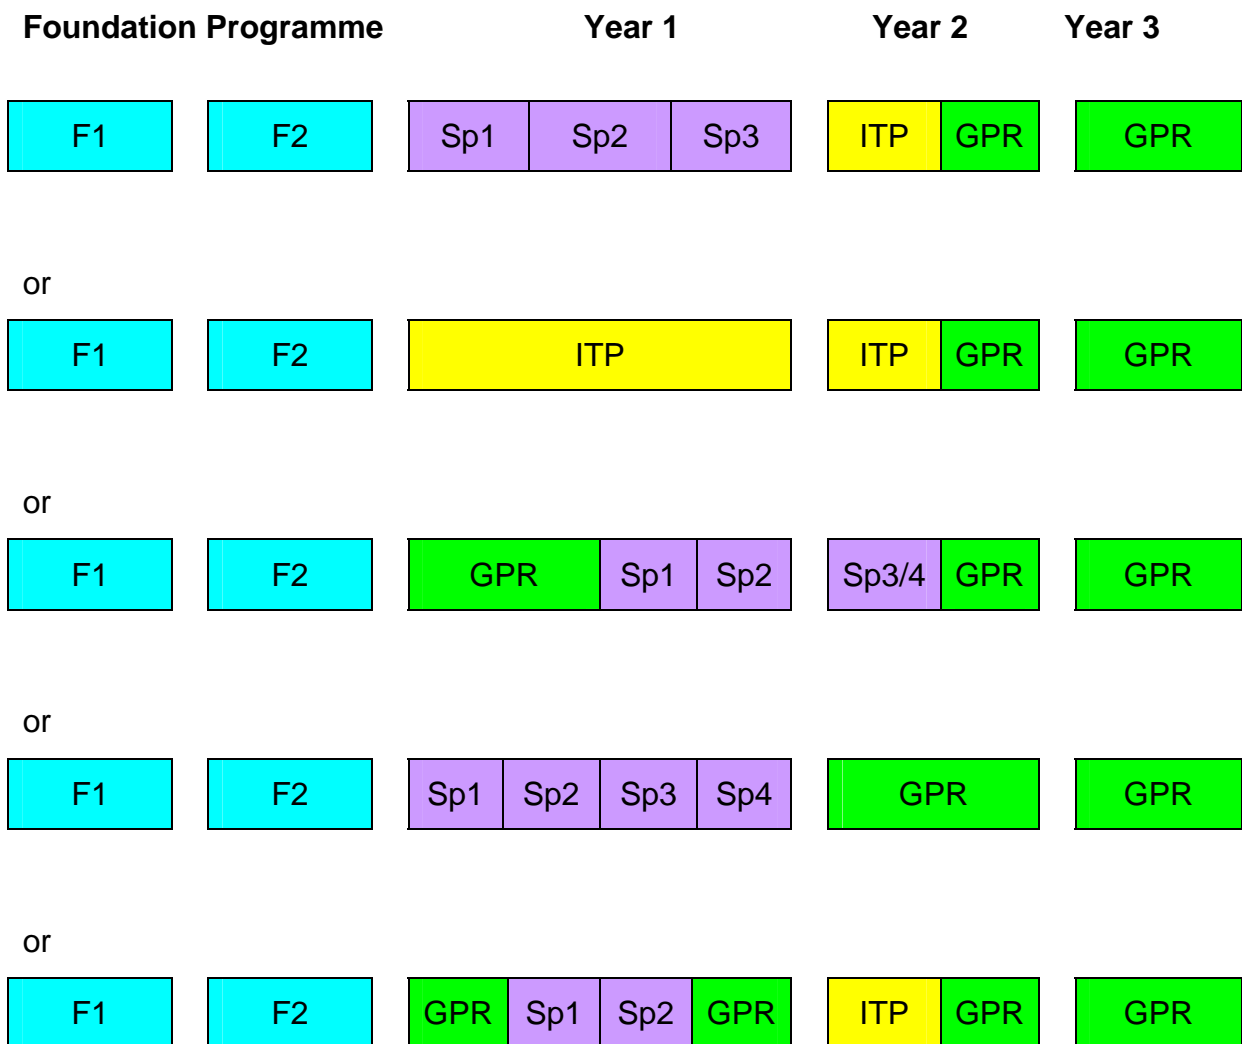 Foundation Programme Year 1 Year 2 Year 3
F1 F2 Sp1 Sp2 Sp3 ITP GPR GPR
or
F1 F2 ITP ITP GPR GPR
or
F1 F2 GPR Sp1 Sp2 Sp3/4 GPR GPR
or
F1 F2 Sp1 Sp2 Sp3 Sp4 GPR GPR
or
F1 F2 GPR Sp1 Sp2 GPR ITP GPR GPR